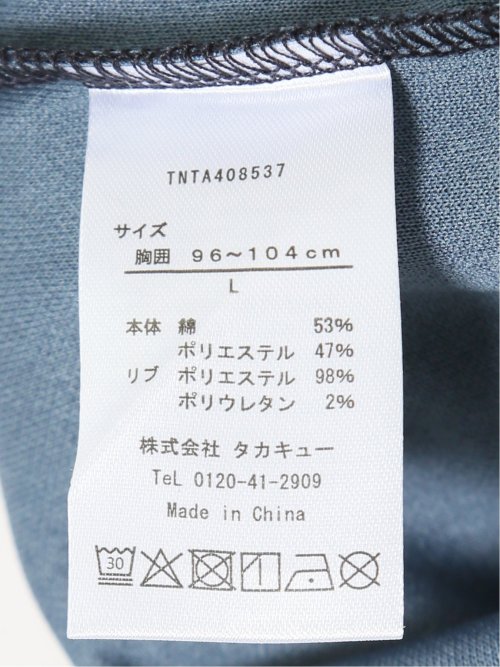 TNTA408537
サイズ
胸囲 96～104cm
L
本体 綿 53%
ポリエステル 47%
リブ ポリエステル 98%
ポリウレタン 2%
株式会社 タカキュー
TeL 0120-41-2909
Made in China
30